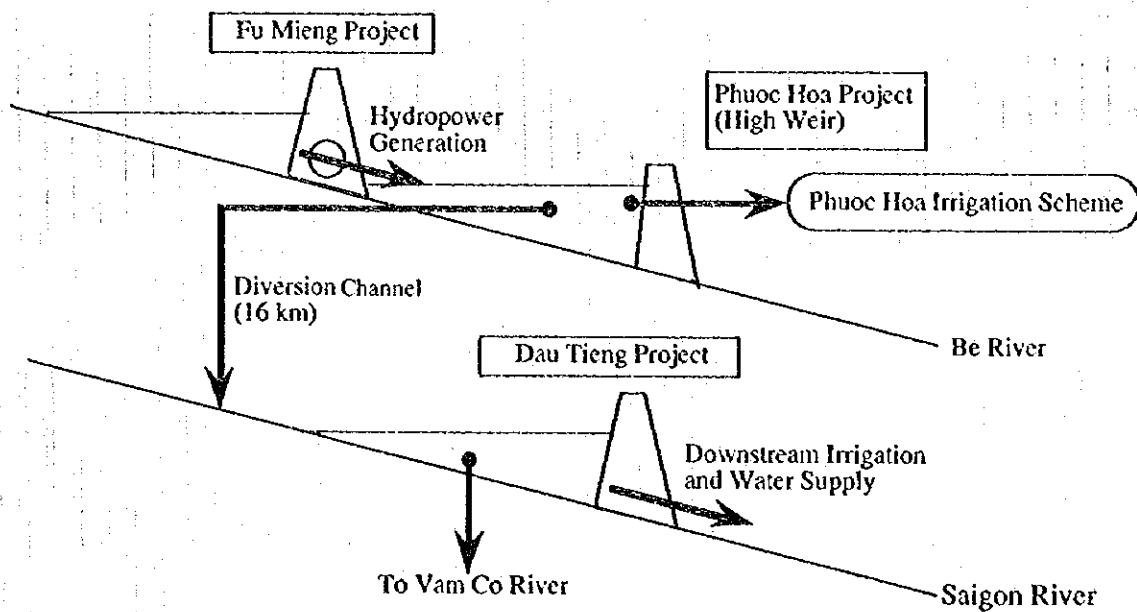 Fu Mieng Project
Hydropower
Generation
Phuoc Hoa Project
(High Weir)
Phuoc Hoa Irrigation Scheme
Diversion Channel
(16 km)
Be River
Dau Tieng Project
Downstream Irrigation
and Water Supply
To Vam Co River
Saigon River